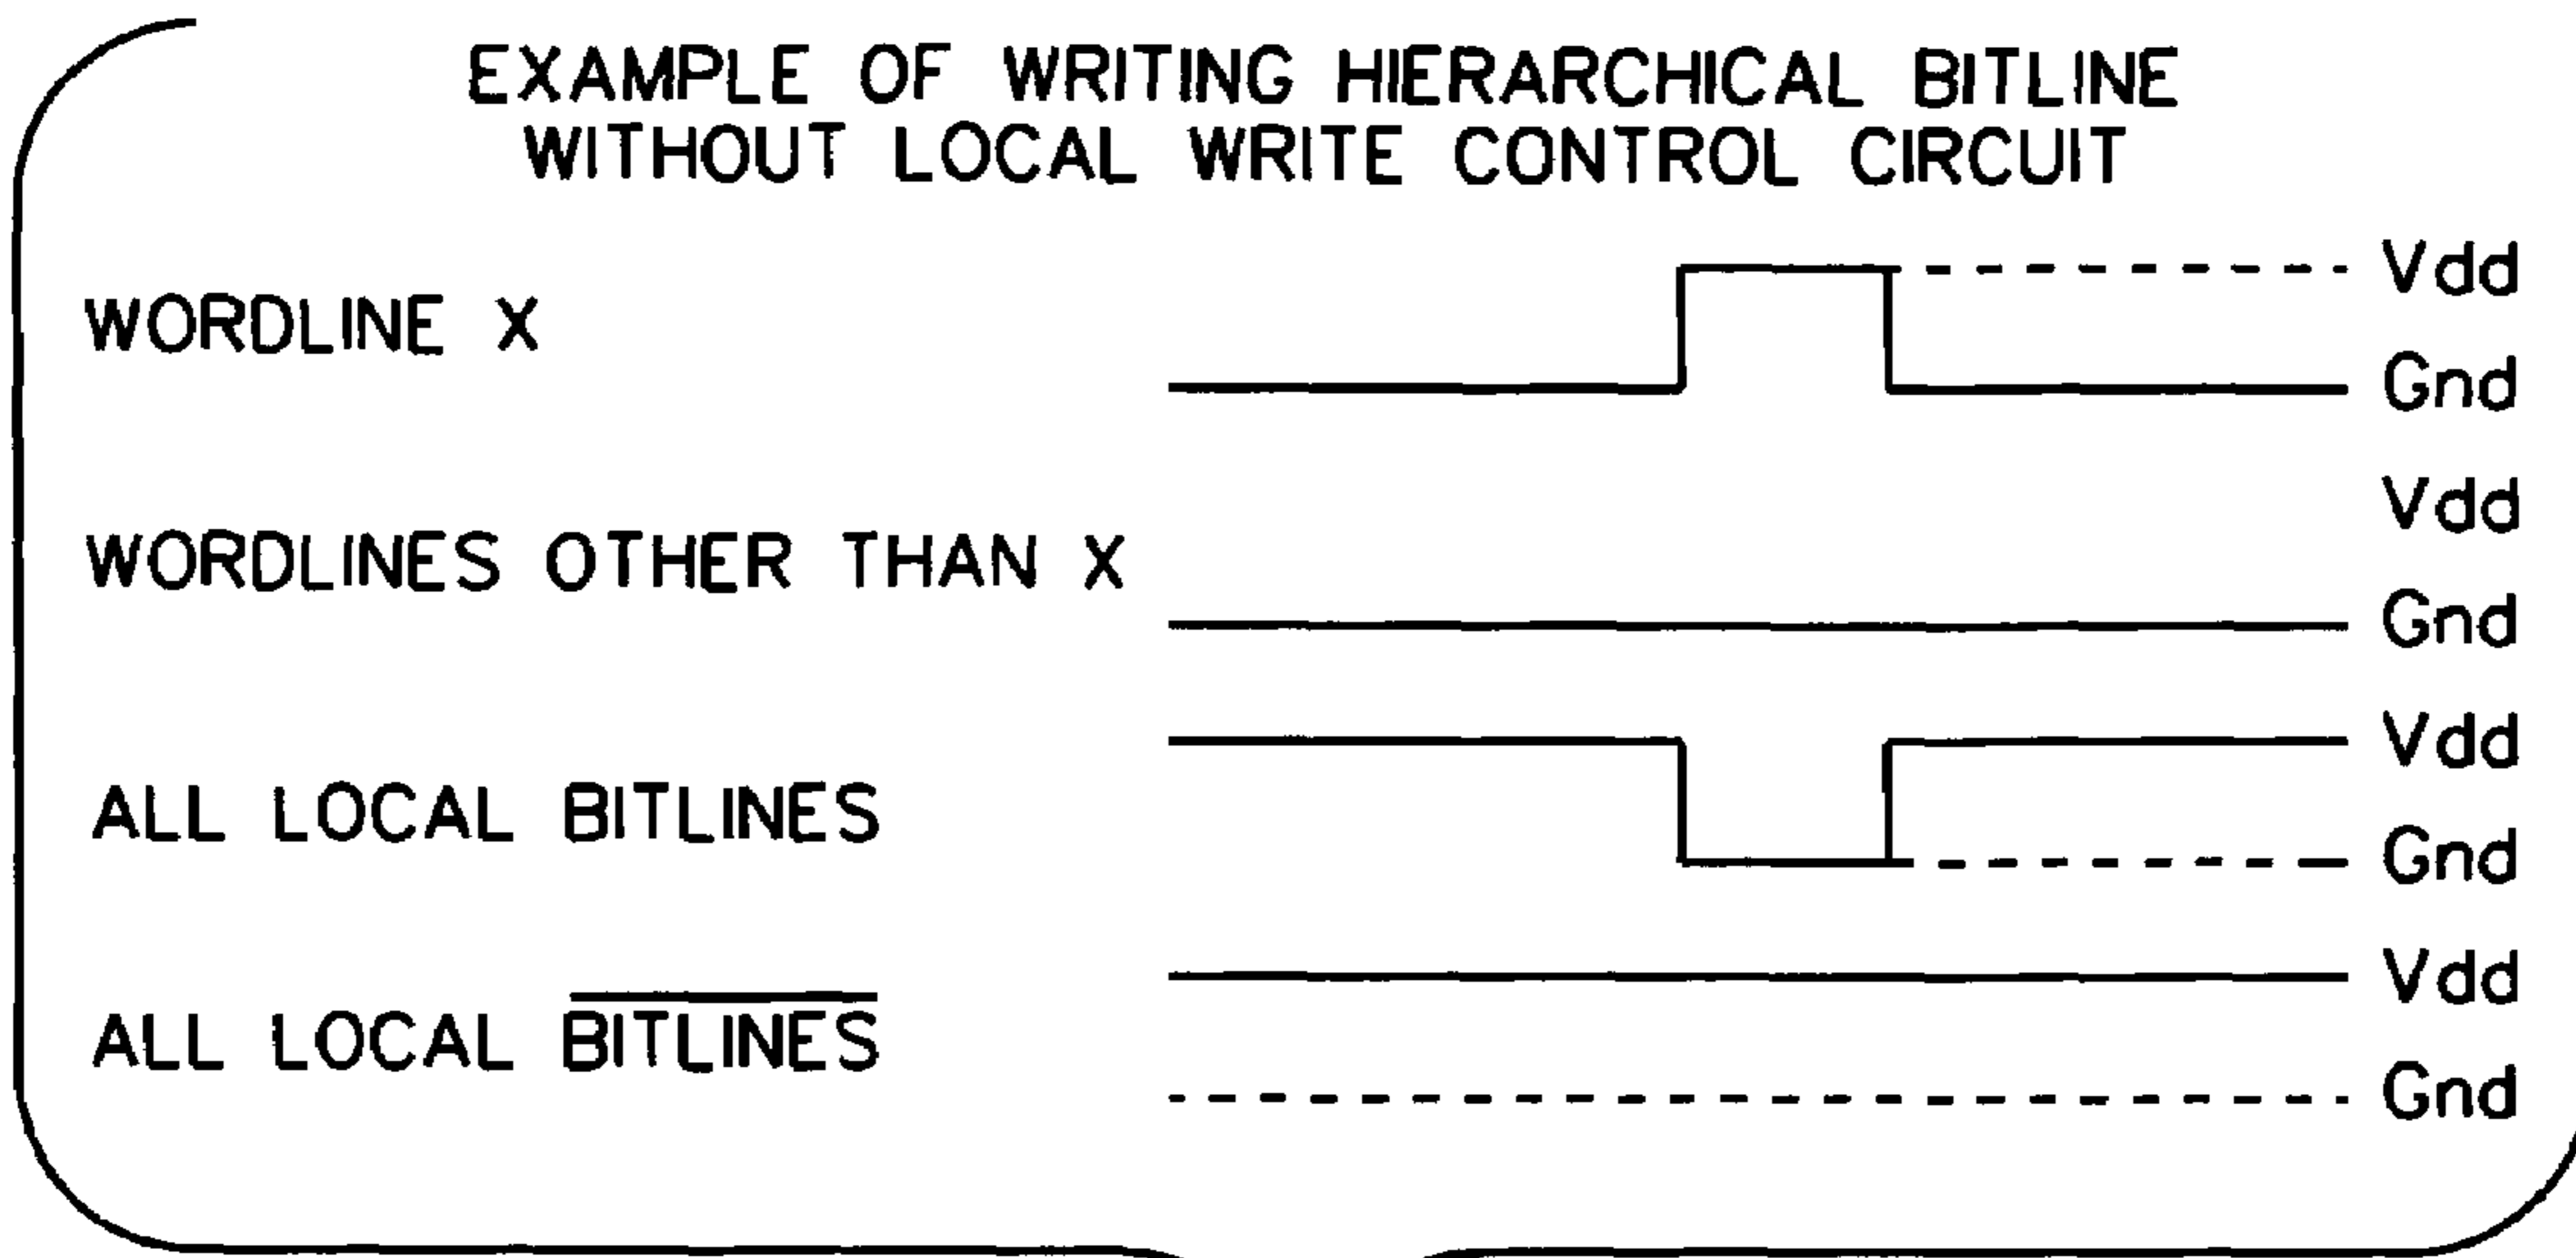 EXAMPLE OF WRITING HIERARCHICAL BITLINE
WITHOUT LOCAL WRITE CONTROL CIRCUIT
WORDLINE X
Vdd
Gnd
WORDLINES OTHER THAN X
Vdd
Gnd
ALL LOCAL BITLINES
Vdd
Gnd
ALL LOCAL B̅I̅T̅L̅I̅N̅E̅S̅
Vdd
Gnd